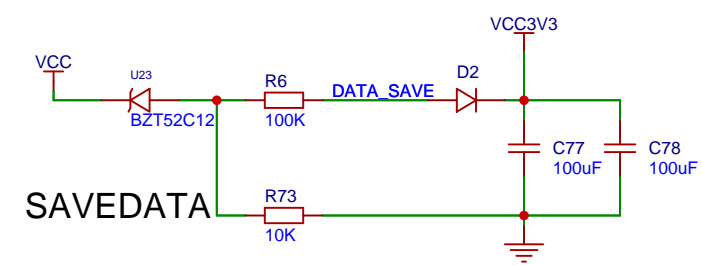 VCC3V3
VCC
U23
R6
D2
DATA_SAVE
BZT52C12
100K
C77
C78
100uF
100uF
R73
SAVEDATA
10K